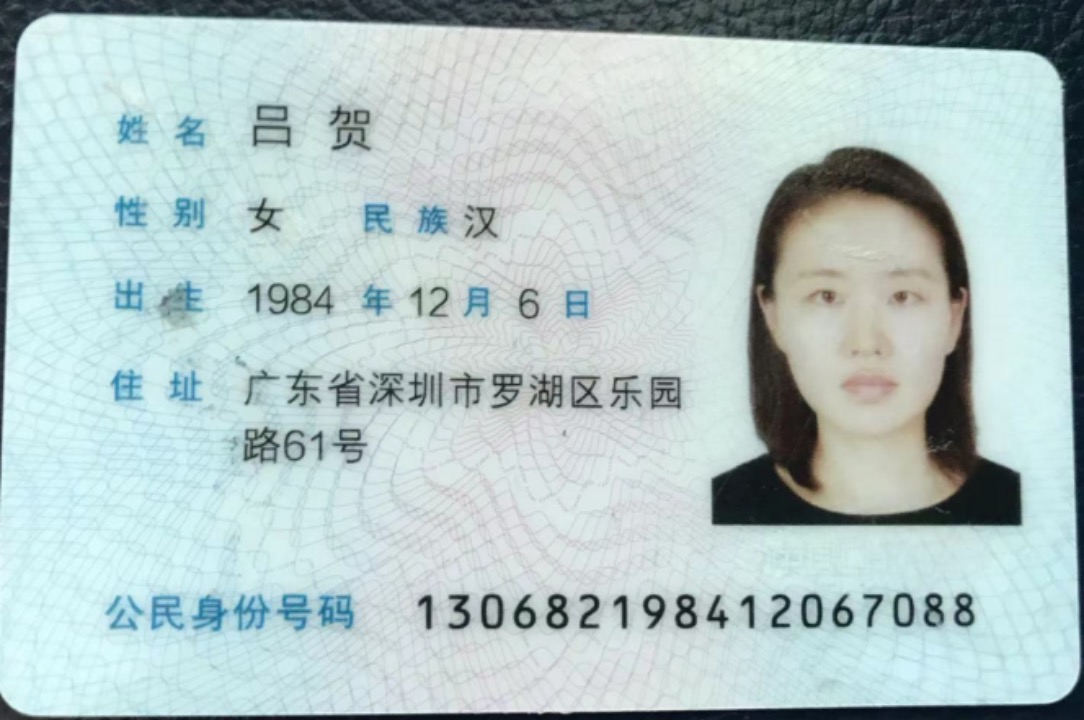 姓名 吕贺
性别 女 民族 汉
出生 1984 年 12 月 6 日
住址 广东省深圳市罗湖区乐园
路61号
公民身份号码 130682198412067088